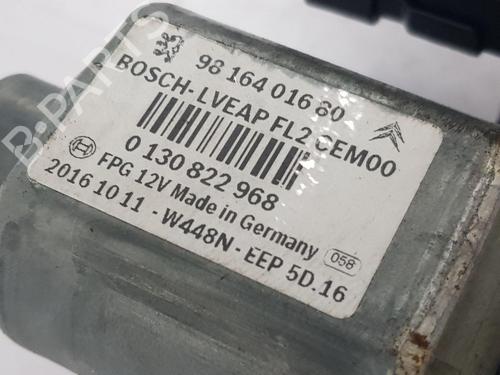 98 164 016 80
BOSCH-LVEAP FL2 CEM00
0 130 822 968
FPG 12V Made in Germany
058
2016 10 11 - W448N - EEP 5D.16
B-PARTS